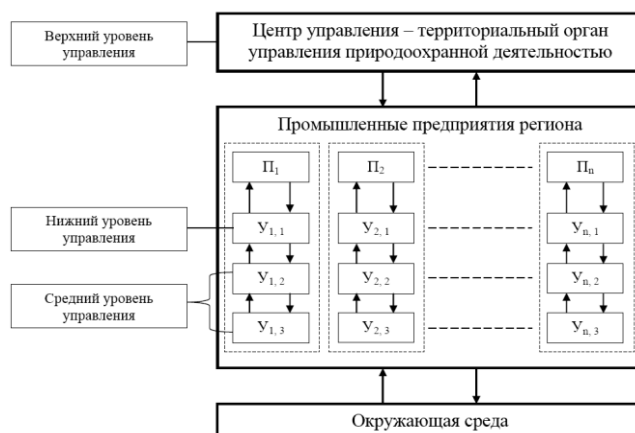 Верхний уровень
управления
Центр управления – территориальный орган
управления природоохранной деятельностью
Промышленные предприятия региона
П1
П2
Пn
Нижний уровень
управления
У1, 1
У2, 1
Уn, 1
Средний уровень
управления
У1, 2
У2, 2
Уn, 2
У1, 3
У2, 3
Уn, 3
Окружающая среда